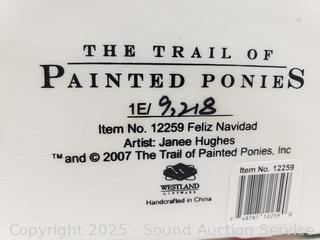 THE TRAIL OF
PAINTED PONIES
1E/ 9,218
Item No. 12259 Feliz Navidad
Artist: Janee Hughes
™ and © 2007 The Trail of Painted Ponies, Inc
WESTLAND
GIFTWARE
Handcrafted in China
Item No. 12259
Copyright 2025 - Sound Auction Service